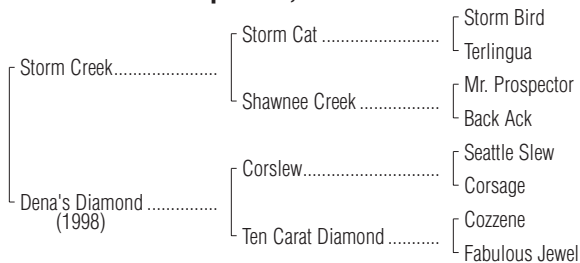 Storm Bird
Storm Cat ........................
Terlingua
Storm Creek.....................
Mr. Prospector
Shawnee Creek ................
Back Ack
Seattle Slew
Corslew............................
Corsage
Dena's Diamond ..............
(1998)
Cozzene
Ten Carat Diamond ..........
Fabulous Jewel